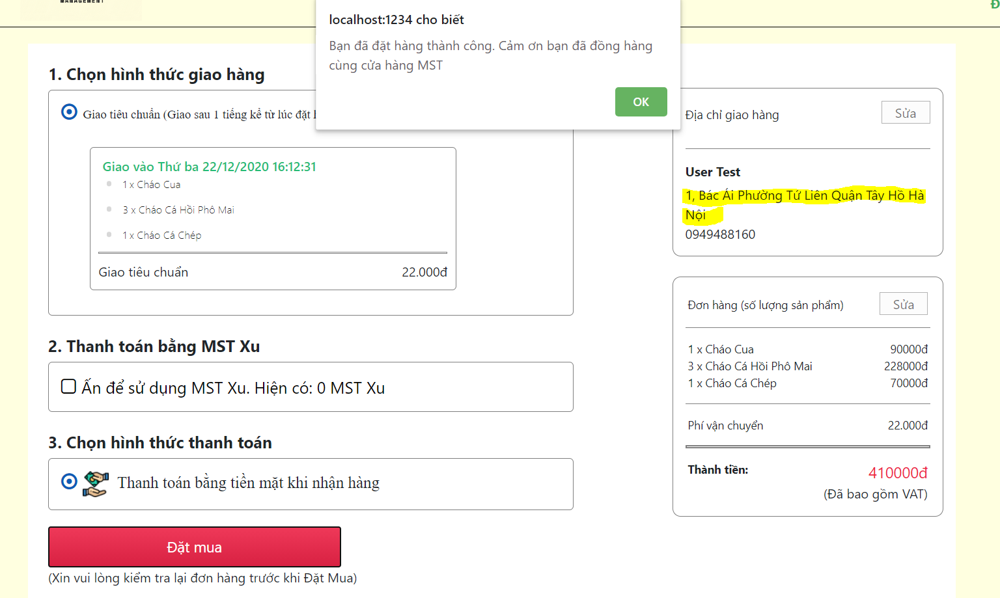 MANAGEMENT
Đ
localhost:1234 cho biết
Bạn đã đặt hàng thành công. Cảm ơn bạn đã đồng hàng
cùng cửa hàng MST
OK
1. Chọn hình thức giao hàng
Giao tiêu chuẩn (Giao sau 1 tiếng kể từ lúc đặt
Giao vào Thứ ba 22/12/2020 16:12:31
1 x Cháo Cua
3 x Cháo Cá Hồi Phô Mai
1 x Cháo Cá Chép
Giao tiêu chuẩn 22.000đ
2. Thanh toán bằng MST Xu
Ấn để sử dụng MST Xu. Hiện có: 0 MST Xu
3. Chọn hình thức thanh toán
Thanh toán bằng tiền mặt khi nhận hàng
Đặt mua
(Xin vui lòng kiểm tra lại đơn hàng trước khi Đặt Mua)
Địa chỉ giao hàng Sửa
User Test
1, Bác Ái Phường Tứ Liên Quận Tây Hồ Hà
Nội
0949488160
Đơn hàng (số lượng sản phẩm) Sửa
1 x Cháo Cua 90000đ
3 x Cháo Cá Hồi Phô Mai 228000đ
1 x Cháo Cá Chép 70000đ
Phí vận chuyển 22.000đ
Thành tiền: 410000đ
(Đã bao gồm VAT)